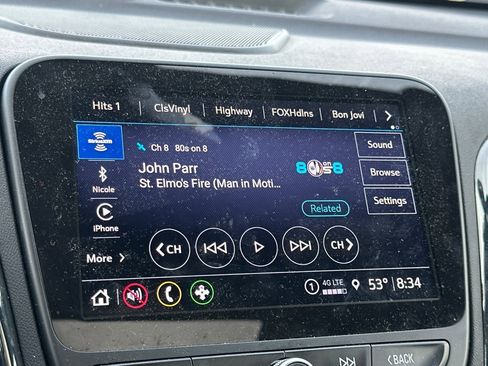 Hits 1 ClsVinyl Highway FOXHdlns Bon Jovi
SiriusXM
Ch 8 80s on 8
Sound
John Parr
8 on 8
St. Elmo's Fire (Man in Moti...
Browse
Nicole
Related
Settings
iPhone
More
CH CH
1 4G LTE 53° 8:34
BACK